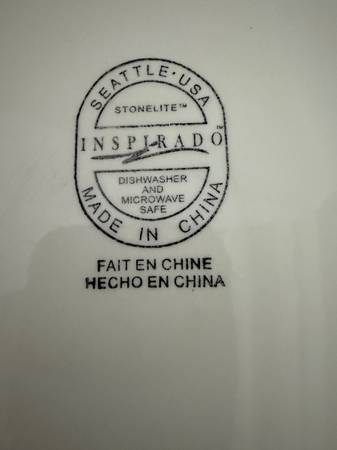 SEATTLE · USA
STONELITE™
INSPIRADO™
DISHWASHER
AND
MICROWAVE
SAFE
MADE IN CHINA
FAIT EN CHINE
HECHO EN CHINA